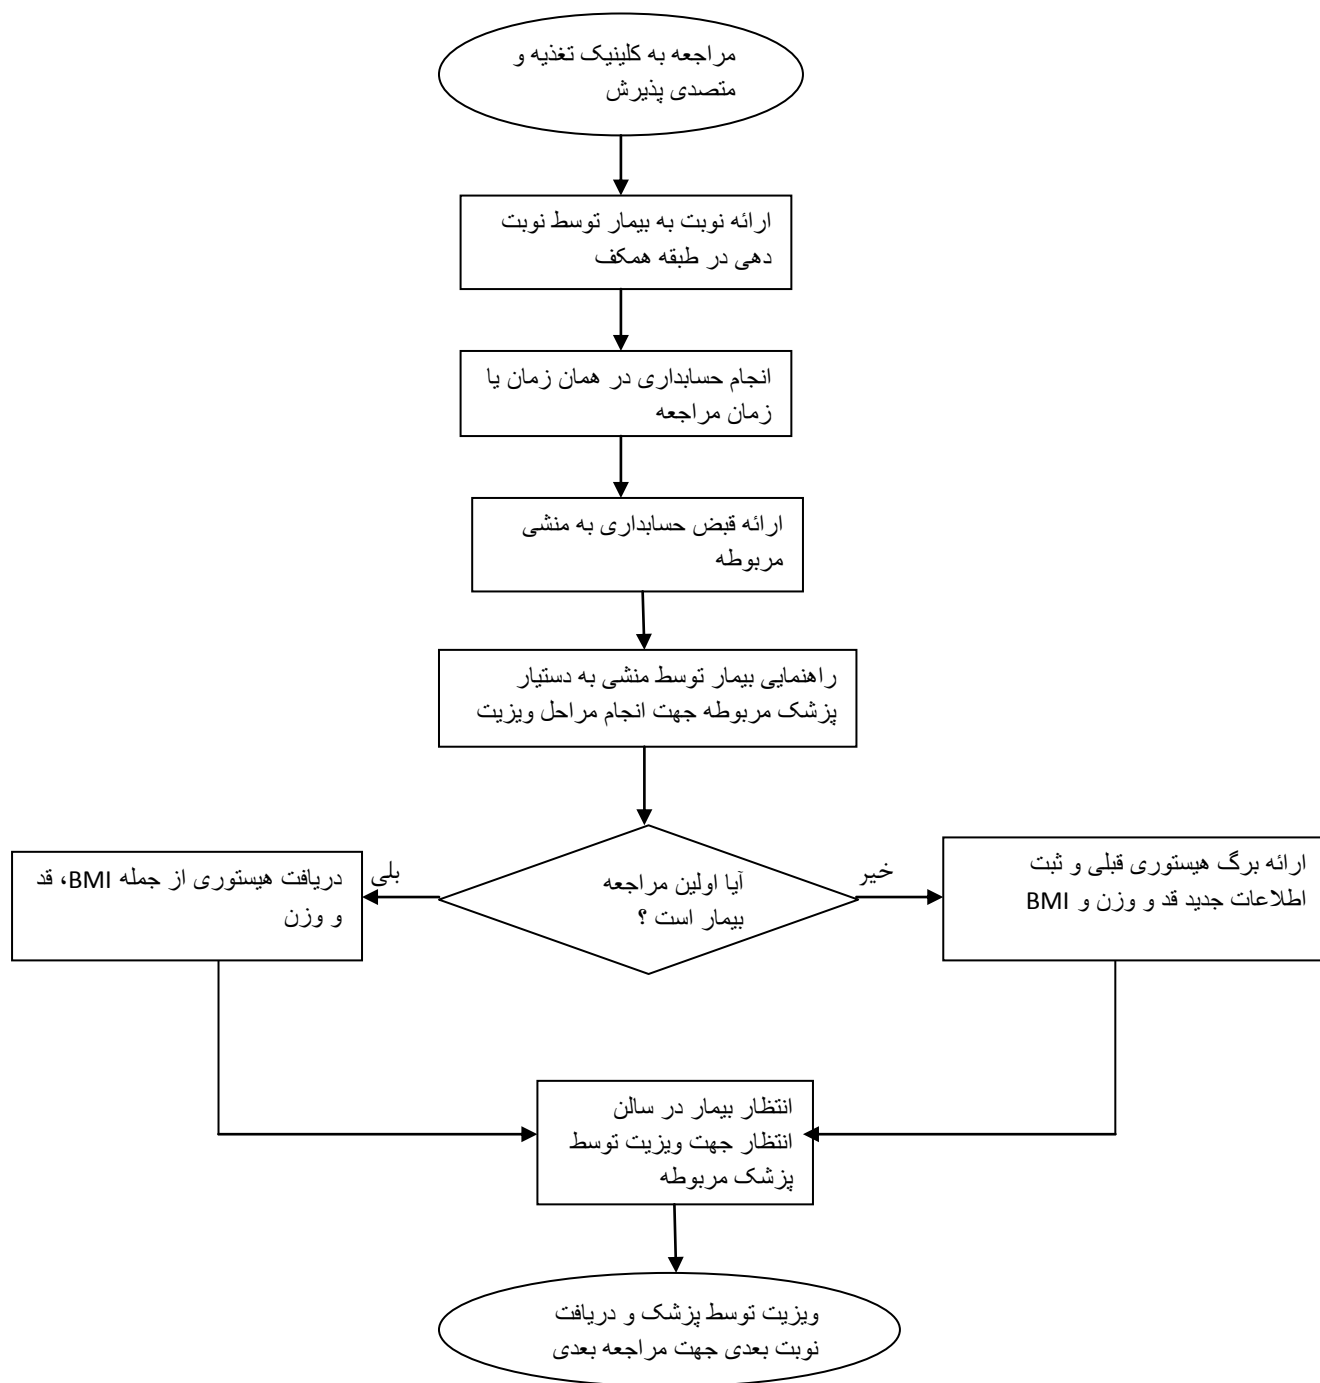 مراجعه به کلینیک تغذیه و
متصدی پذیرش
ارائه نوبت به بیمار توسط نوبت
دهی در طبقه همکف
انجام حسابداری در همان زمان یا
زمان مراجعه
ارائه قبض حسابداری به منشی
مربوطه
راهنمایی بیمار توسط منشی به دستیار
پزشک مربوطه جهت انجام مراحل ویزیت
آیا اولین مراجعه
بیمار است ؟
خیر
ارائه برگ هیستوری قبلی و ثبت
اطلاعات جدید قد و وزن و BMI
بلی
دریافت هیستوری از جمله BMI، قد
و وزن
انتظار بیمار در سالن
انتظار جهت ویزیت توسط
پزشک مربوطه
ویزیت توسط پزشک و دریافت
نوبت بعدی جهت مراجعه بعدی